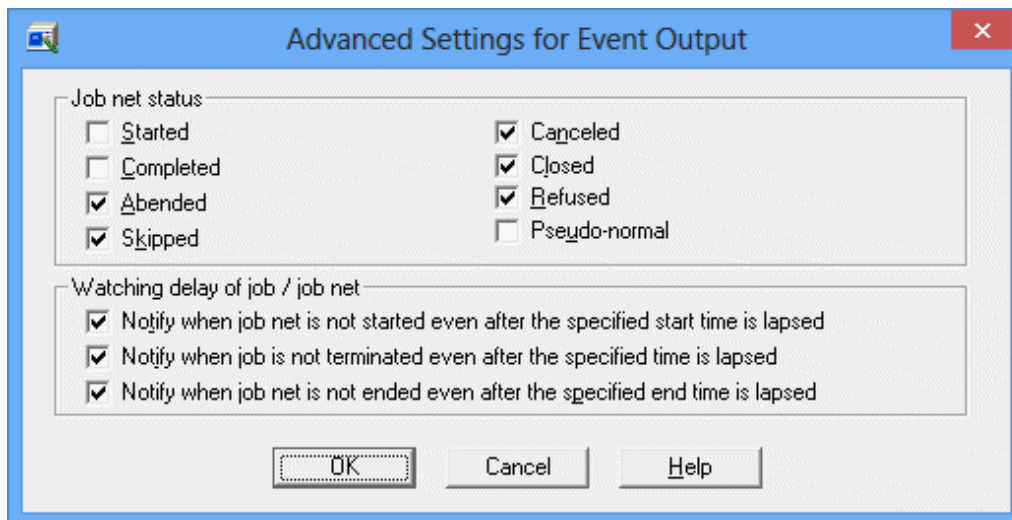 Advanced Settings for Event Output
Job net status
Started
Completed
Abended
Skipped
Canceled
Closed
Refused
Pseudo-normal
Watching delay of job / job net
Notify when job net is not started even after the specified start time is lapsed
Notify when job is not terminated even after the specified time is lapsed
Notify when job net is not ended even after the specified end time is lapsed
OK Cancel Help